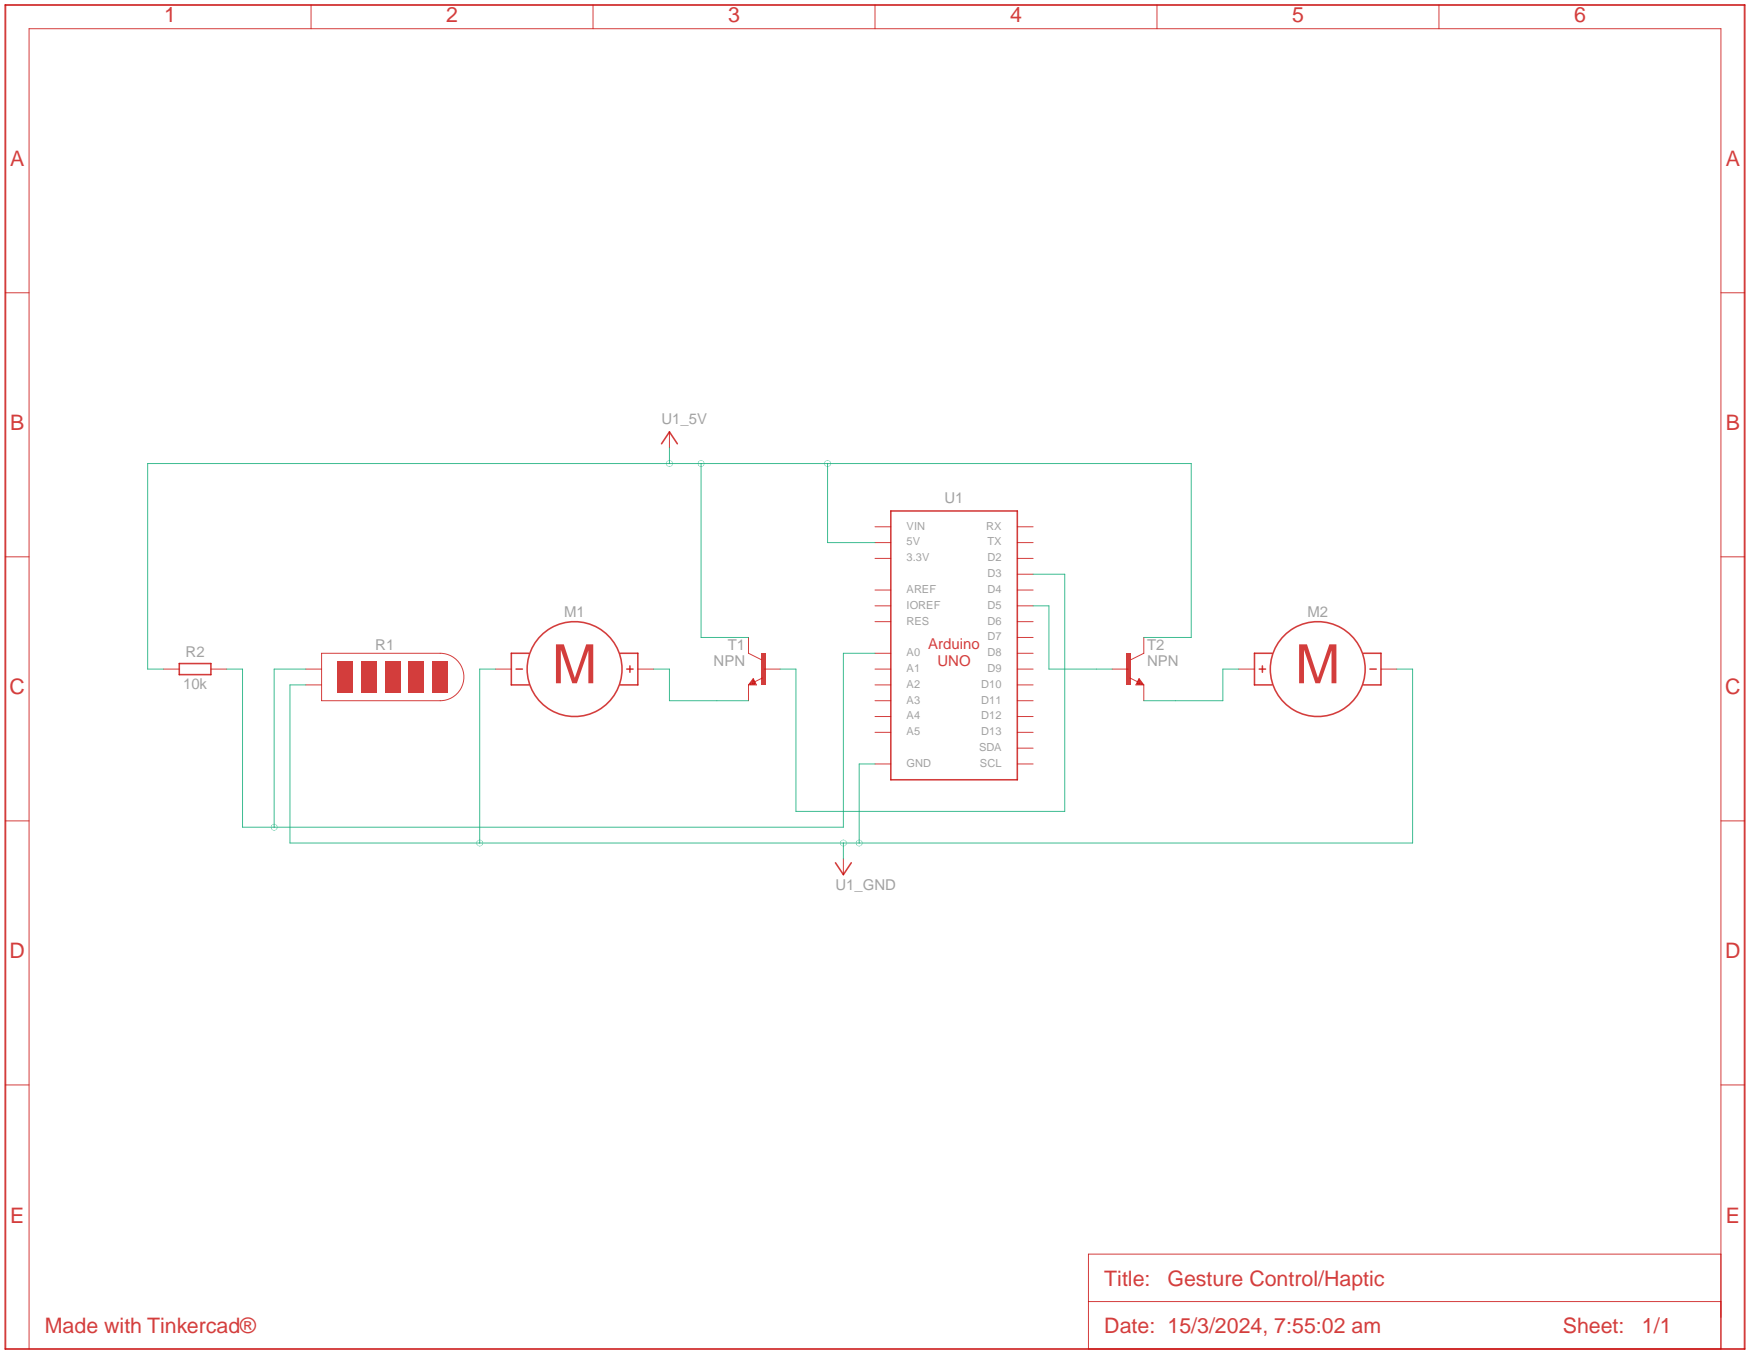 1 2 3 4 5 6
A A
B B
U1_5V
U1
VIN RX
5V TX
3.3V D2
D3
AREF D4
IOREF D5
RES D6
D7
Arduino
UNO
A0 D8
A1 D9
A2 D10
A3 D11
A4 D12
A5 D13
SDA
GND SCL
M1
M
- +
M2
M
+ -
R1
T1
NPN
T2
NPN
R2
10k
C C
U1_GND
D D
E E
Title: Gesture Control/Haptic
Made with Tinkercad®
Date: 15/3/2024, 7:55:02 am Sheet: 1/1